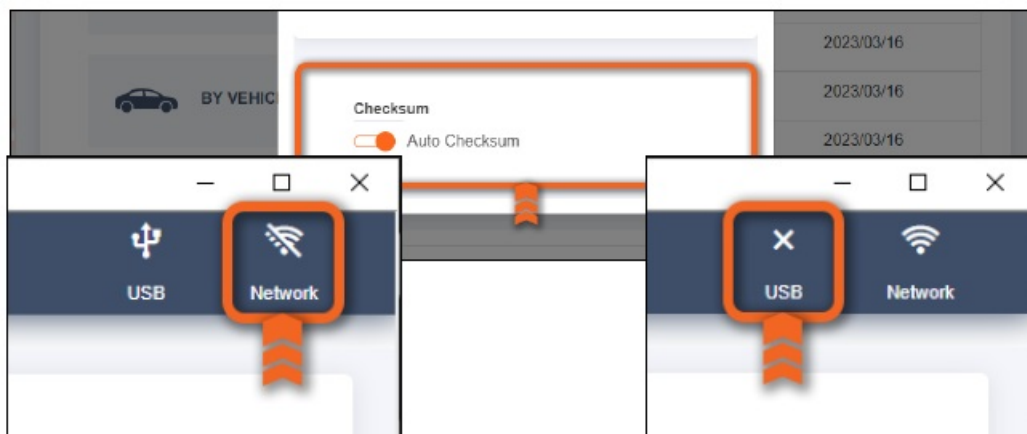 2023/03/16
BY VEHIC
2023/03/16
Checksum
Auto Checksum
2023/03/16
USB
Network
USB
Network